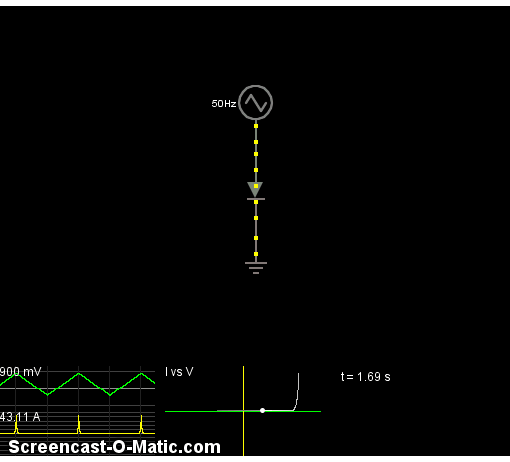 50Hz
900 mV
I vs V
t = 1.69 s
43.11 A
Screencast-O-Matic.com